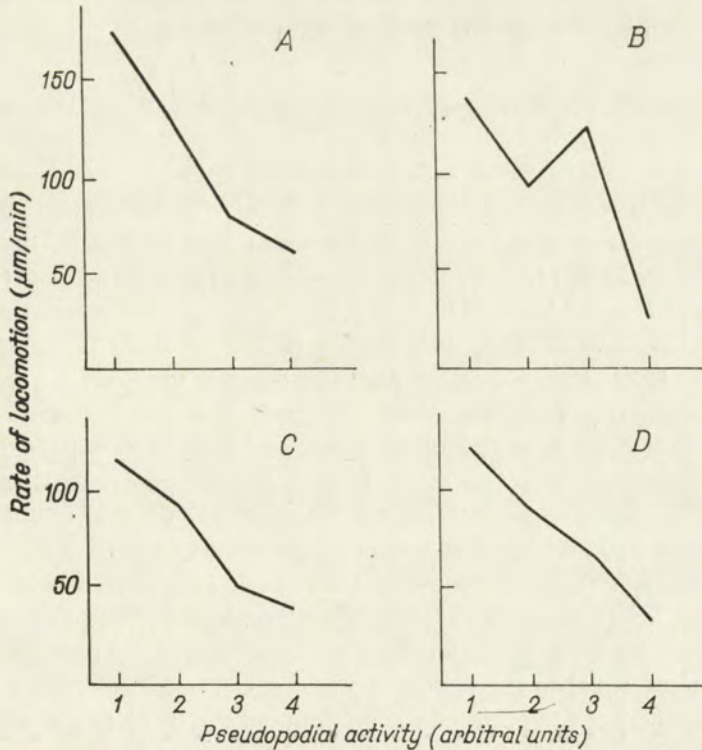 A
B
150
100
50
Rate of locomotion (μm/min)
C
D
100
50
1 2 3 4
1 2 3 4
Pseudopodial activity (arbitral units)